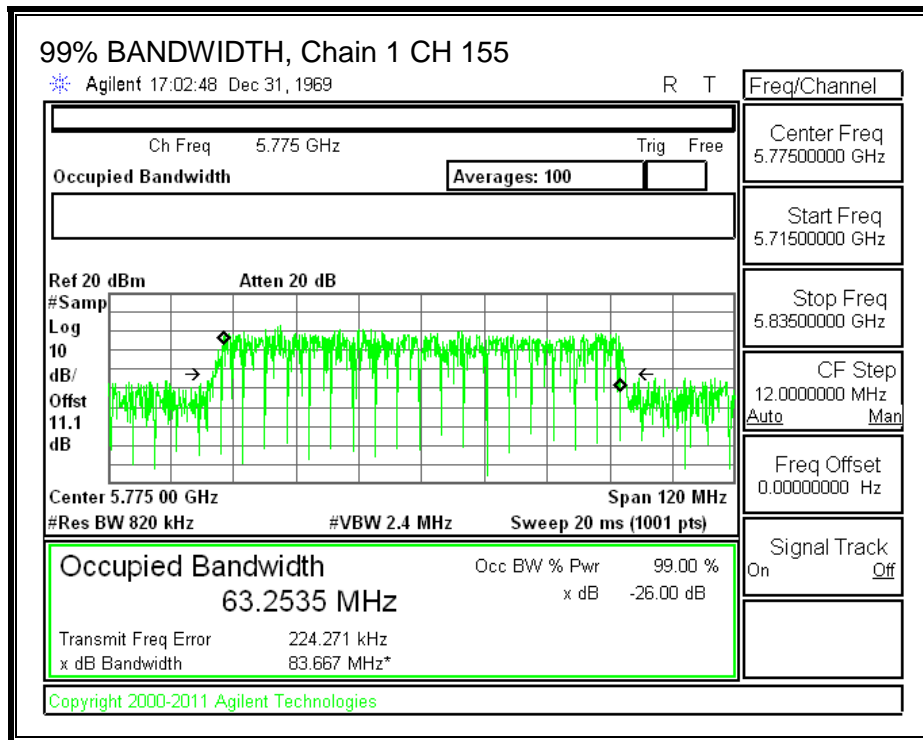 99% BANDWIDTH, Chain 1 CH 155
Agilent 17:02:48 Dec 31, 1969 R T
Ch Freq 5.775 GHz Trig Free
Occupied Bandwidth Averages: 100
Ref 20 dBm Atten 20 dB
#Samp
Log
10
dB/
Offst
11.1
dB
Center 5.775 00 GHz Span 120 MHz
#Res BW 820 kHz #VBW 2.4 MHz Sweep 20 ms (1001 pts)
Occupied Bandwidth Occ BW % Pwr 99.00 %
63.2535 MHz x dB -26.00 dB
Transmit Freq Error 224.271 kHz
x dB Bandwidth 83.667 MHz*
Copyright 2000-2011 Agilent Technologies
Freq/Channel
Center Freq
5.77500000 GHz
Start Freq
5.71500000 GHz
Stop Freq
5.83500000 GHz
CF Step
12.0000000 MHz
Auto Man
Freq Offset
0.00000000 Hz
Signal Track
On Off